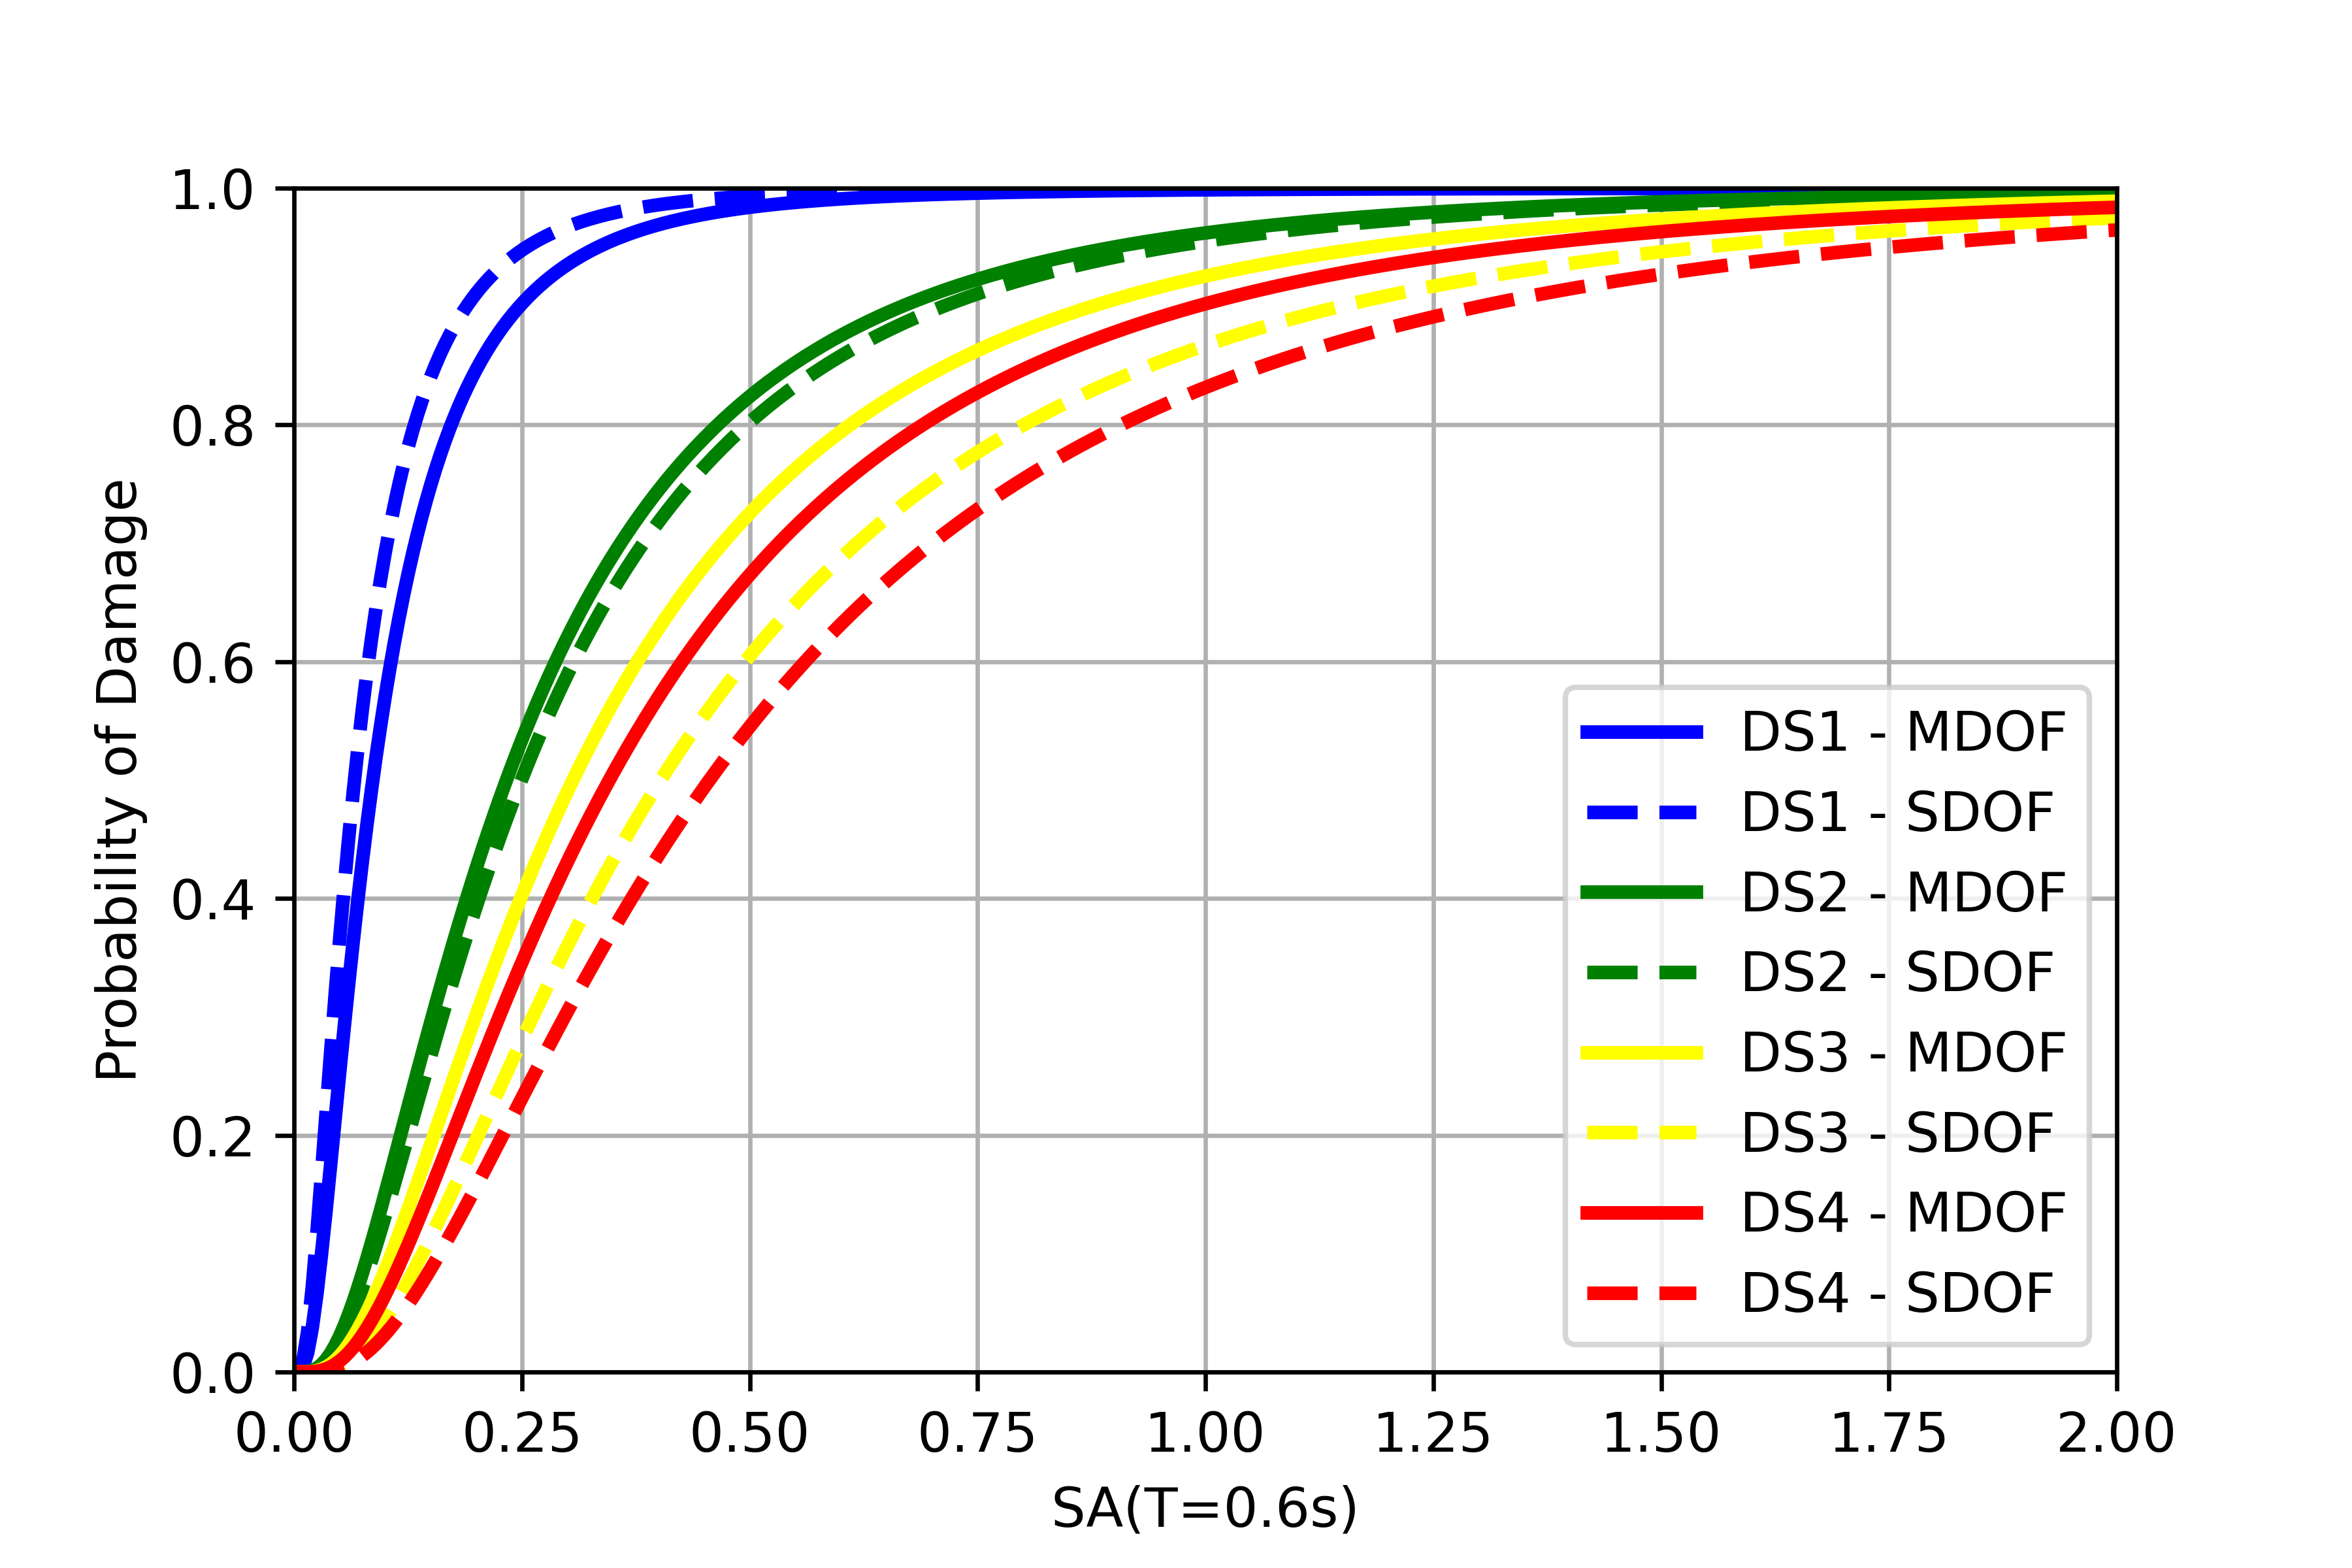 Probability of Damage
1.0
0.8
0.6
0.4
0.2
0.0
0.00 0.25 0.50 0.75 1.00 1.25 1.50 1.75 2.00
SA(T=0.6s)
DS1 - MDOF
DS1 - SDOF
DS2 - MDOF
DS2 - SDOF
DS3 - MDOF
DS3 - SDOF
DS4 - MDOF
DS4 - SDOF